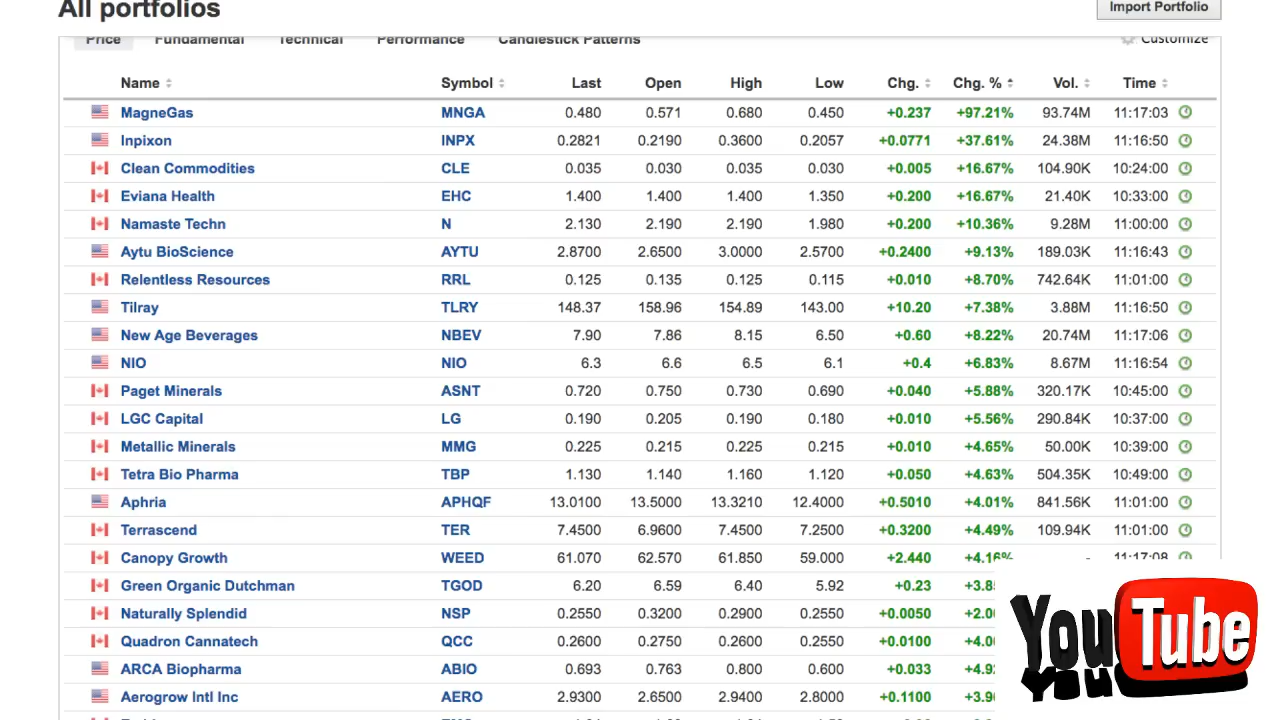 All portfolios
Import Portfolio
Price Fundamental Technical Performance Candlestick Patterns Customize
Name Symbol Last Open High Low Chg. Chg. % Vol. Time
MagneGas MNGA 0.480 0.571 0.680 0.450 +0.237 +97.21% 93.74M 11:17:03
Inpixon INPX 0.2821 0.2190 0.3600 0.2057 +0.0771 +37.61% 24.38M 11:16:50
Clean Commodities CLE 0.035 0.030 0.035 0.030 +0.005 +16.67% 104.90K 10:24:00
Eviana Health EHC 1.400 1.400 1.400 1.350 +0.200 +16.67% 21.40K 10:33:00
Namaste Techn N 2.130 2.190 2.190 1.980 +0.200 +10.36% 9.28M 11:00:00
Aytu BioScience AYTU 2.8700 2.6500 3.0000 2.5700 +0.2400 +9.13% 189.03K 11:16:43
Relentless Resources RRL 0.125 0.135 0.125 0.115 +0.010 +8.70% 742.64K 11:01:00
Tilray TLRY 148.37 158.96 154.89 143.00 +10.20 +7.38% 3.88M 11:16:50
New Age Beverages NBEV 7.90 7.86 8.15 6.50 +0.60 +8.22% 20.74M 11:17:06
NIO NIO 6.3 6.6 6.5 6.1 +0.4 +6.83% 8.67M 11:16:54
Paget Minerals ASNT 0.720 0.750 0.730 0.690 +0.040 +5.88% 320.17K 10:45:00
LGC Capital LG 0.190 0.205 0.190 0.180 +0.010 +5.56% 290.84K 10:37:00
Metallic Minerals MMG 0.225 0.215 0.225 0.215 +0.010 +4.65% 50.00K 10:39:00
Tetra Bio Pharma TBP 1.130 1.140 1.160 1.120 +0.050 +4.63% 504.35K 10:49:00
Aphria APHQF 13.0100 13.5000 13.3210 12.4000 +0.5010 +4.01% 841.56K 11:01:00
Terrascend TER 7.4500 6.9600 7.4500 7.2500 +0.3200 +4.49% 109.94K 11:01:00
Canopy Growth WEED 61.070 62.570 61.850 59.000 +2.440 +4.16% - 11:17:08
Green Organic Dutchman TGOD 6.20 6.59 6.40 5.92 +0.23 +3.8
Naturally Splendid NSP 0.2550 0.3200 0.2900 0.2550 +0.0050 +2.0
Quadron Cannatech QCC 0.2600 0.2750 0.2600 0.2550 +0.0100 +4.0
ARCA Biopharma ABIO 0.693 0.763 0.800 0.600 +0.033 +4.9
Aerogrow Intl Inc AERO 2.9300 2.6500 2.9400 2.8000 +0.1100 +3.9
YouTube